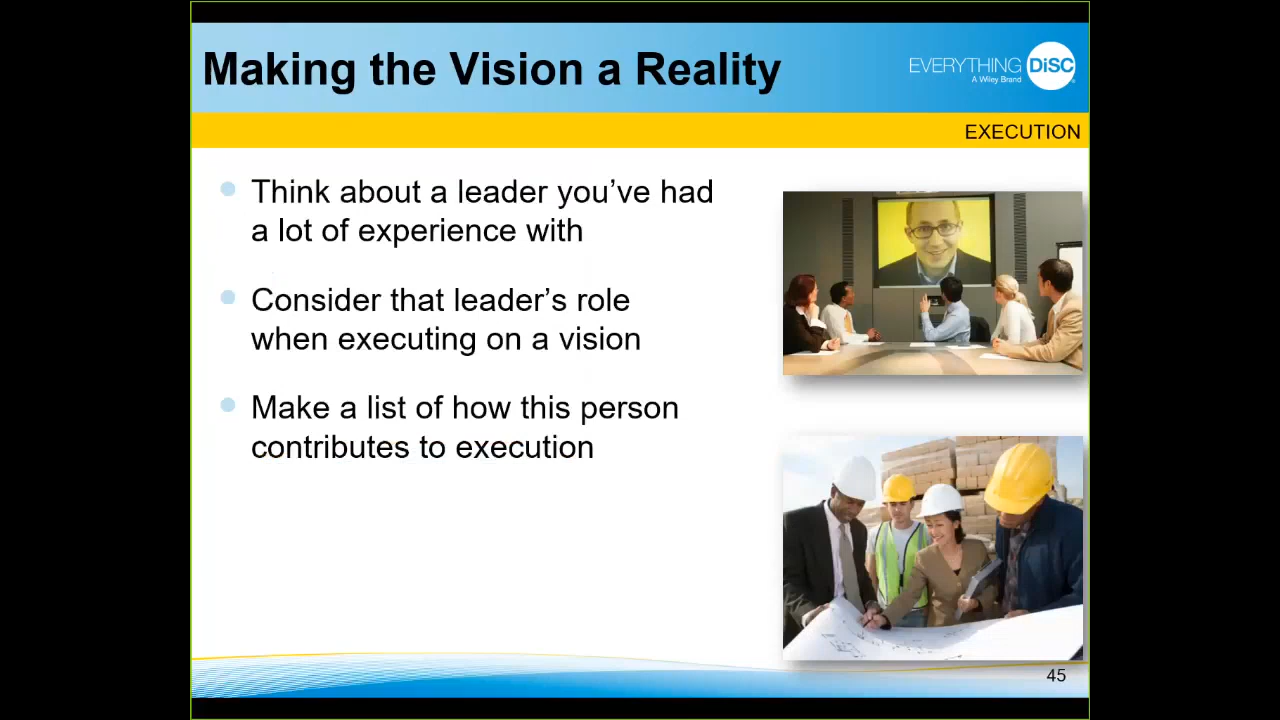 Making the Vision a Reality
EVERYTHING DiSC
A Wiley Brand
EXECUTION
Think about a leader you’ve had
a lot of experience with
Consider that leader’s role
when executing on a vision
Make a list of how this person
contributes to execution
45